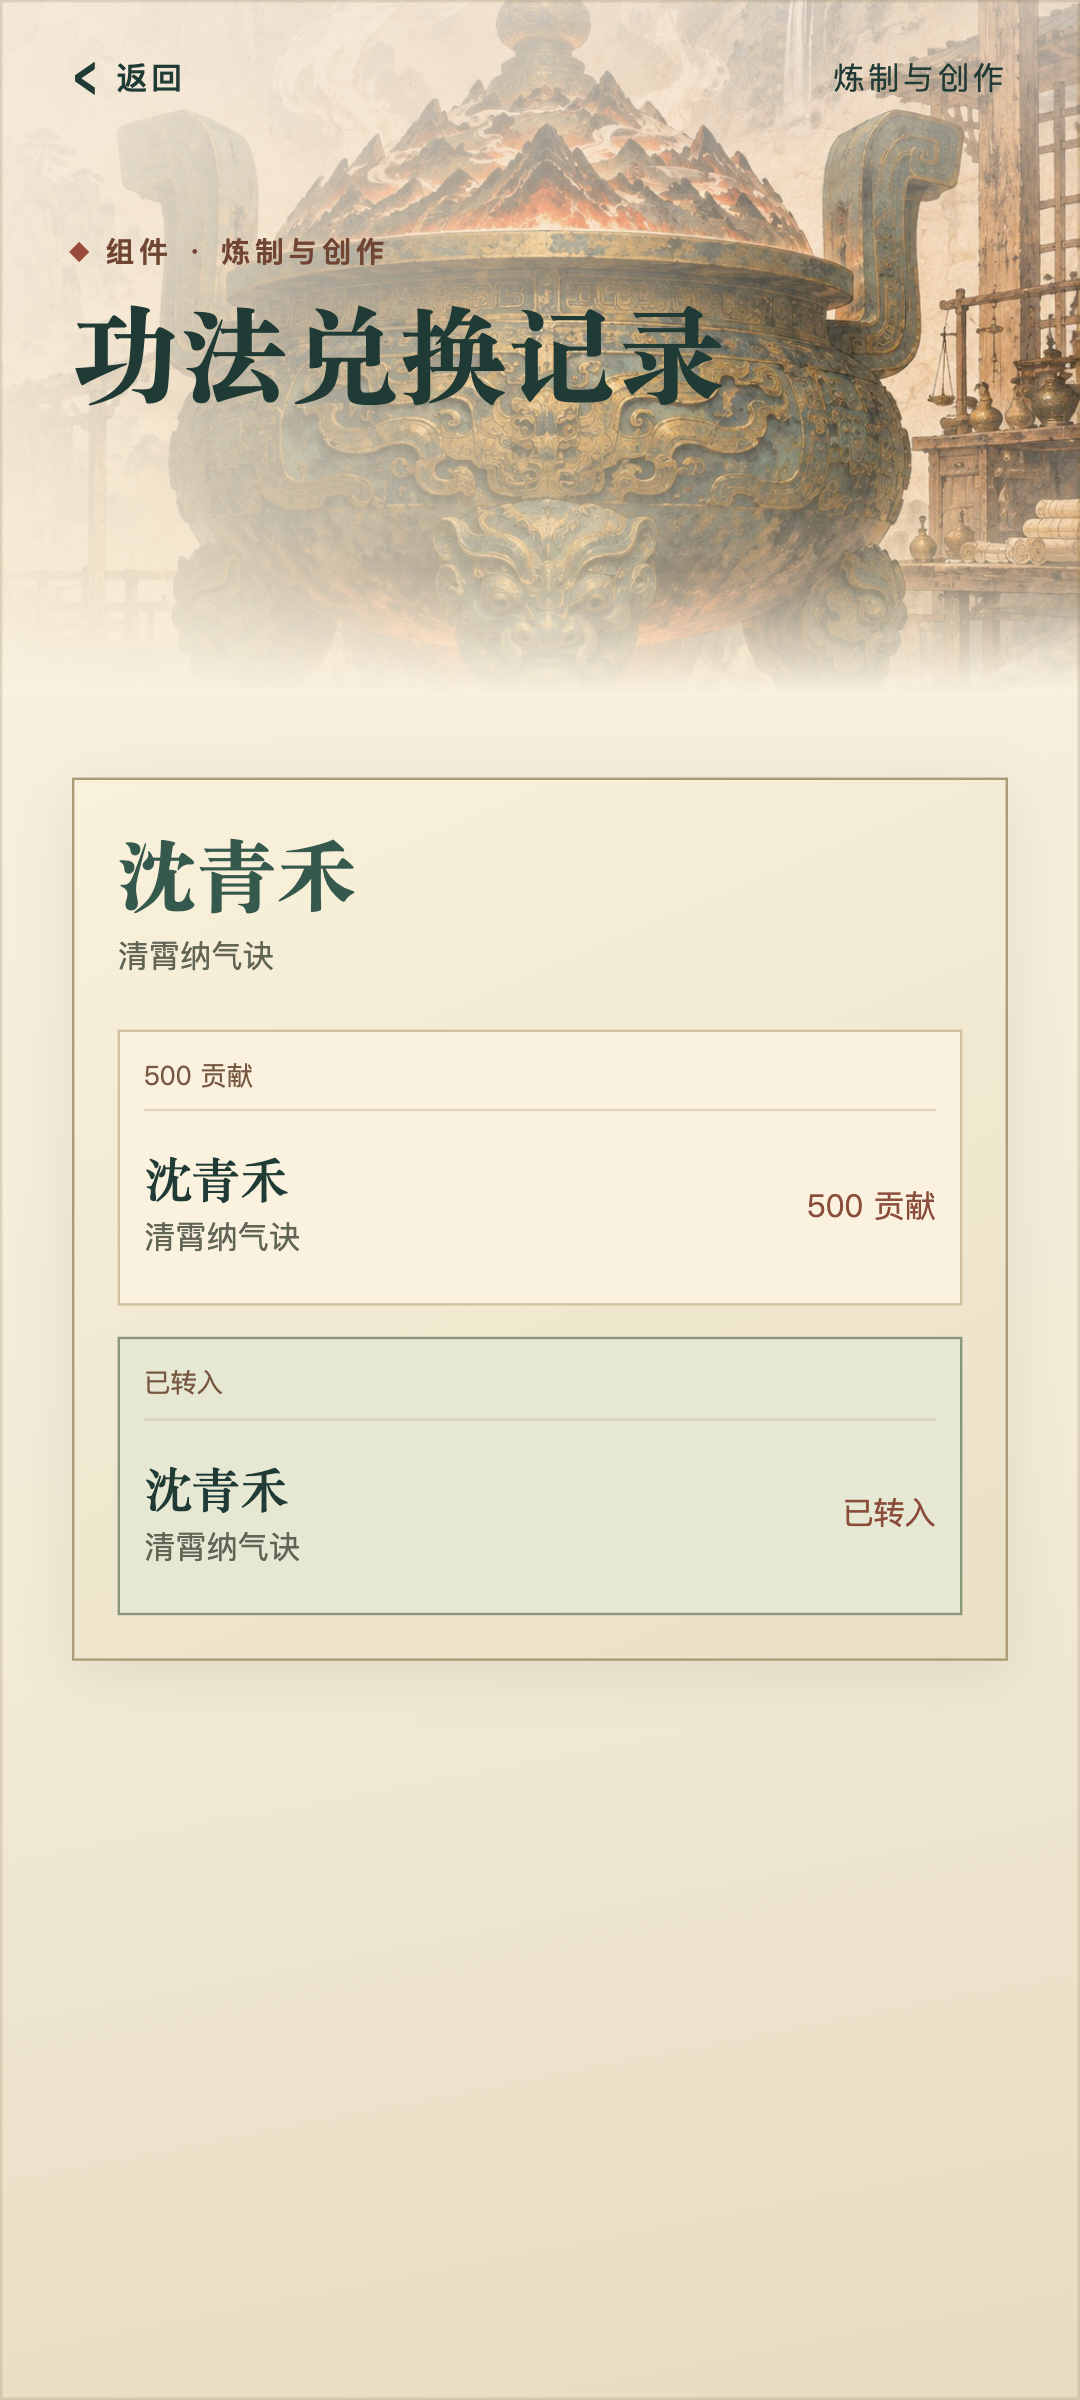 返回
炼制与创作
组件 · 炼制与创作
功法兑换记录
沈青禾
清霄纳气诀
500 贡献
沈青禾
清霄纳气诀
500 贡献
已转入
沈青禾
清霄纳气诀
已转入